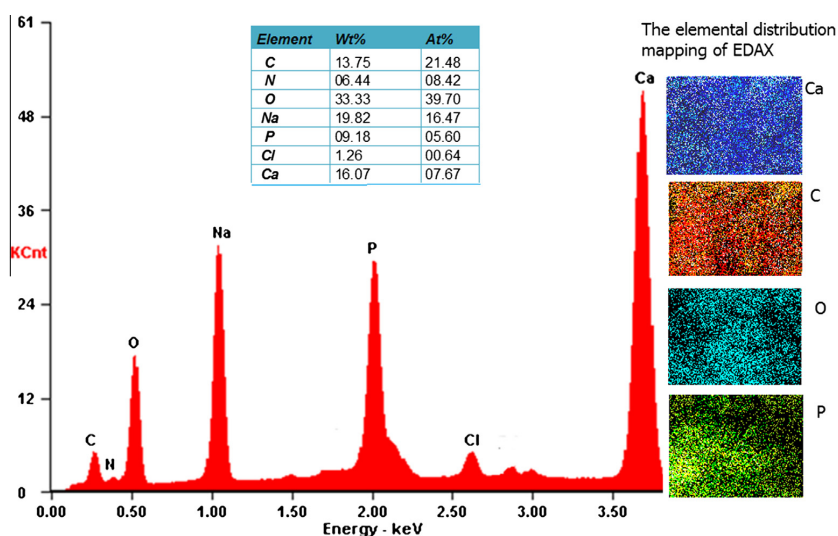 61
48
36
KCnt
24
12
0
0.00 0.50 1.00 1.50 2.00 2.50 3.00 3.50
Energy - keV
C
N
O
Na
P
Cl
Ca
Element Wt% At%
C 13.75 21.48
N 06.44 08.42
O 33.33 39.70
Na 19.82 16.47
P 09.18 05.60
Cl 1.26 00.64
Ca 16.07 07.67
The elemental distribution
mapping of EDAX
Ca
C
O
P